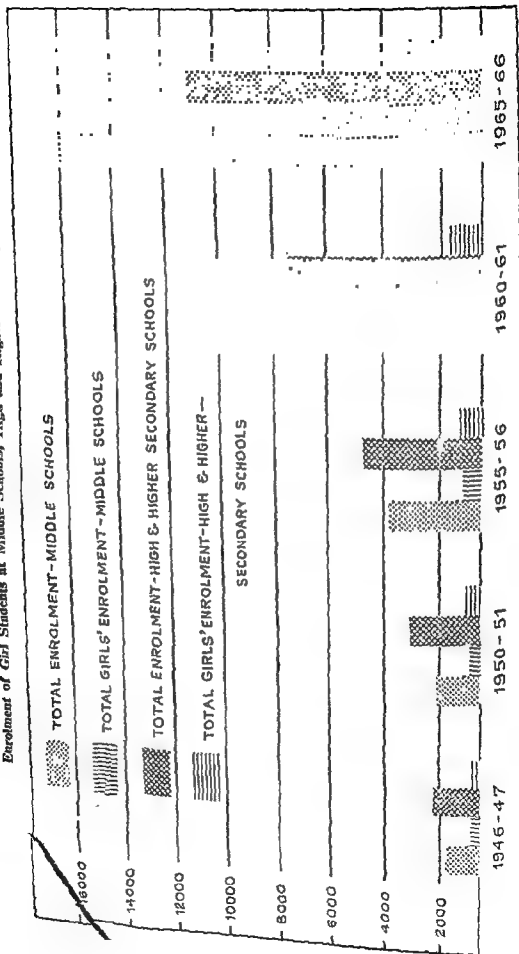 Enrolment of Girl Students at Middle Schools, High and
TOTAL ENROLMENT-MIDDLE SCHOOLS
TOTAL GIRLS' ENROLMENT-MIDDLE SCHOOLS
TOTAL ENROLMENT-HIGH & HIGHER SECONDARY SCHOOLS
TOTAL GIRLS' ENROLMENT-HIGH & HIGHER-
SECONDARY SCHOOLS
16000
14000
12000
10000
8000
6000
4000
2000
1946-47
1950-51
1955-56
1960-61
1965-66